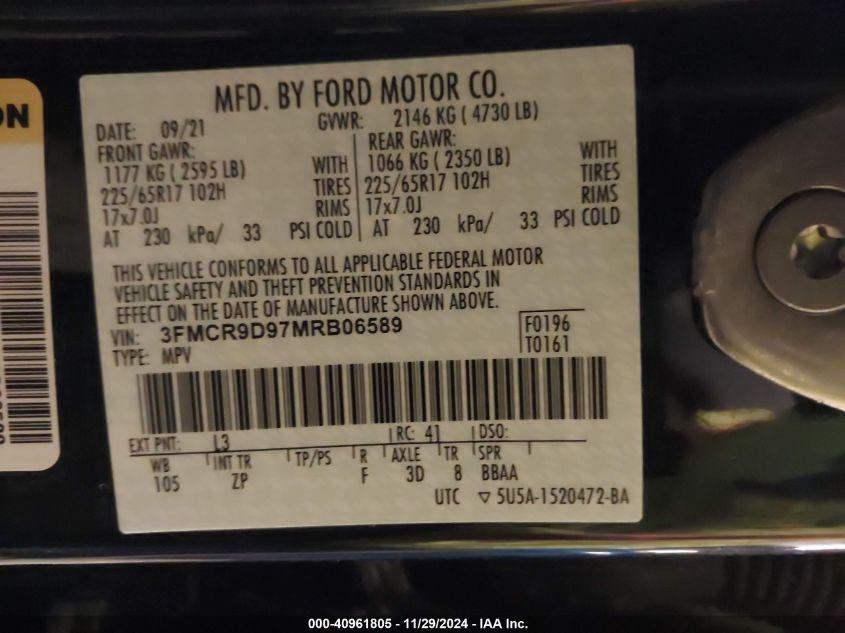 ON
MFD. BY FORD MOTOR CO.
DATE: 09/21 GVWR: 2146 KG ( 4730 LB)
FRONT GAWR: REAR GAWR:
1177 KG ( 2595 LB) WITH 1066 KG ( 2350 LB) WITH
225/65R17 102H TIRES 225/65R17 102H TIRES
17x7.0J RIMS 17x7.0J RIMS
AT 230 kPa/ 33 PSI COLD AT 230 kPa/ 33 PSI COLD
THIS VEHICLE CONFORMS TO ALL APPLICABLE FEDERAL MOTOR
VEHICLE SAFETY AND THEFT PREVENTION STANDARDS IN
EFFECT ON THE DATE OF MANUFACTURE SHOWN ABOVE.
VIN: 3FMCR9D97MRB06589 F0196
TYPE: MPV T0161
EXT PNT: L3 RC: 41 DSO:
WB INT TR TP/PS R AXLE TR SPR
105 ZP F 3D 8 BBAA
UTC ▽ 5U5A-1520472-BA
000-40961805 - 11/29/2024 - IAA Inc.